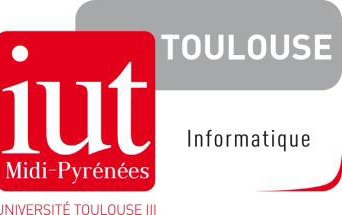 TOULOUSE
iut
Midi-Pyrénées
Informatique
UNIVERSITÉ TOULOUSE III